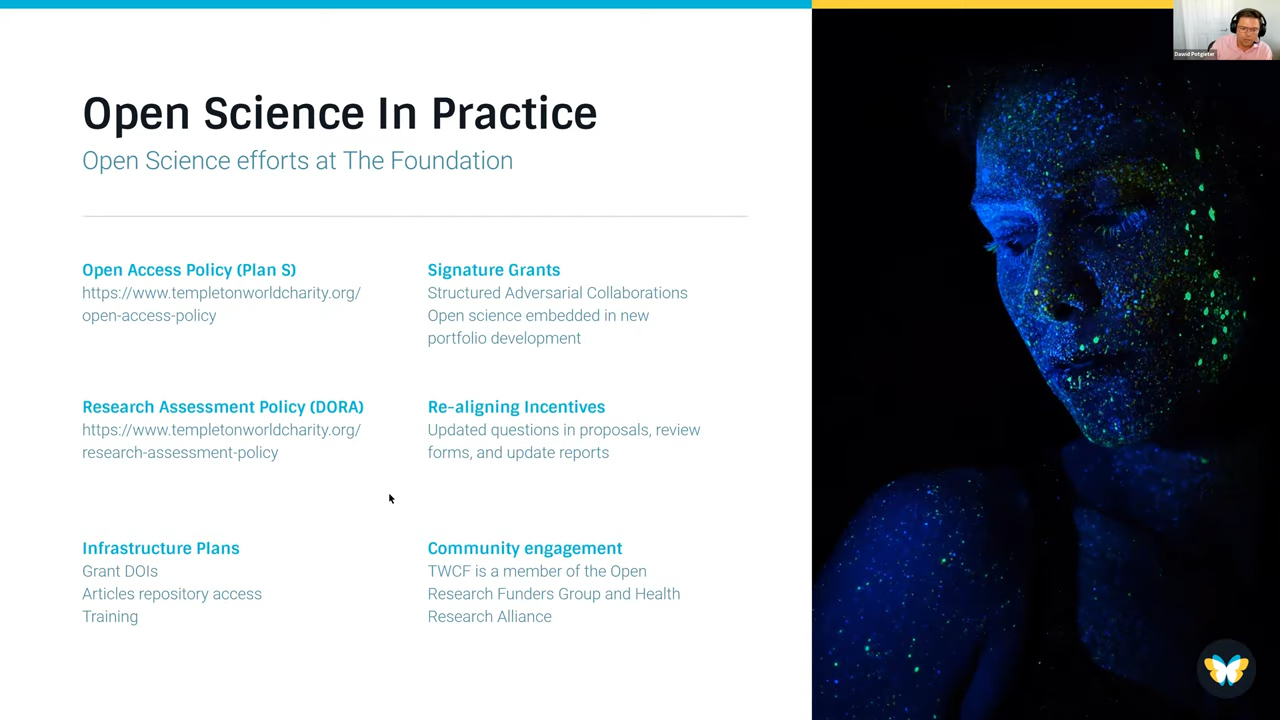 Open Science In Practice
Open Science efforts at The Foundation
Open Access Policy (Plan S)
https://www.templetonworldcharity.org/
open-access-policy
Signature Grants
Structured Adversarial Collaborations
Open science embedded in new
portfolio development
Research Assessment Policy (DORA)
https://www.templetonworldcharity.org/
research-assessment-policy
Re-aligning Incentives
Updated questions in proposals, review
forms, and update reports
Infrastructure Plans
Grant DOIs
Articles repository access
Training
Community engagement
TWCF is a member of the Open
Research Funders Group and Health
Research Alliance
Dawid Potgieter